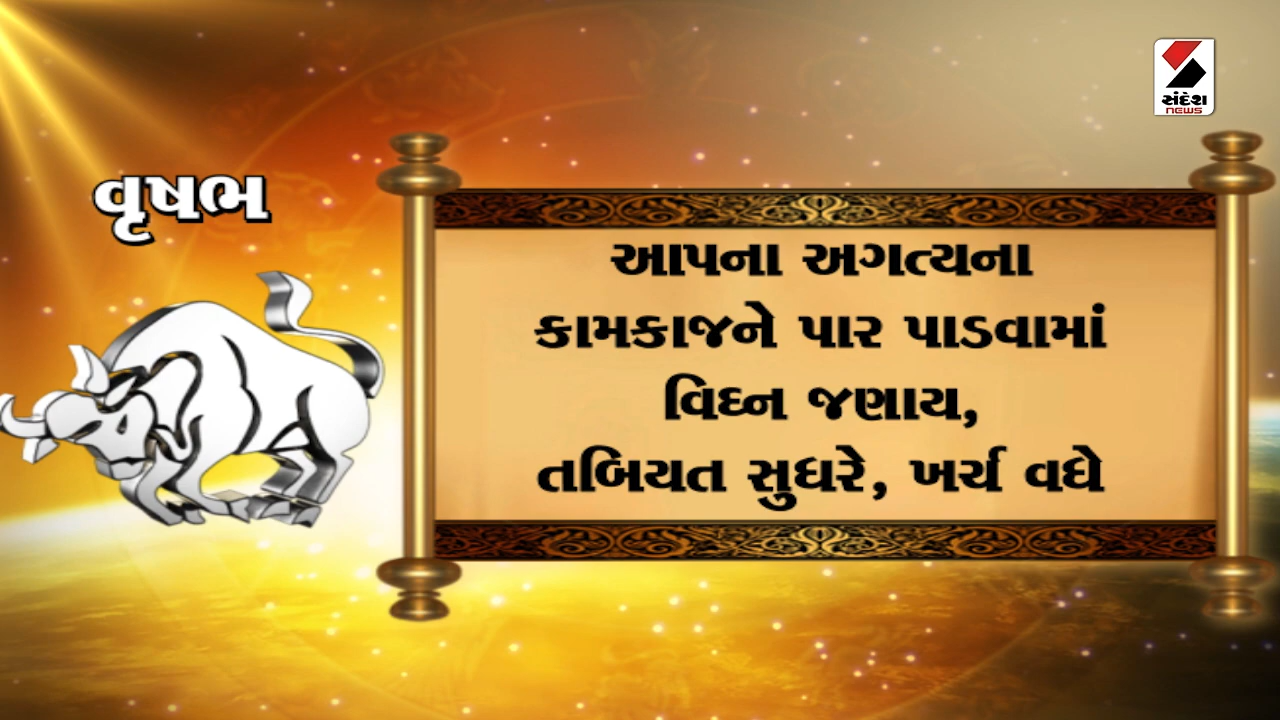 સંદેશ
NEWS
વૃષભ
આપના અગત્યના
કામકાજને પાર પાડવામાં
વિઘ્ન જણાય,
તબિયત સુધરે, ખર્ચ વધે